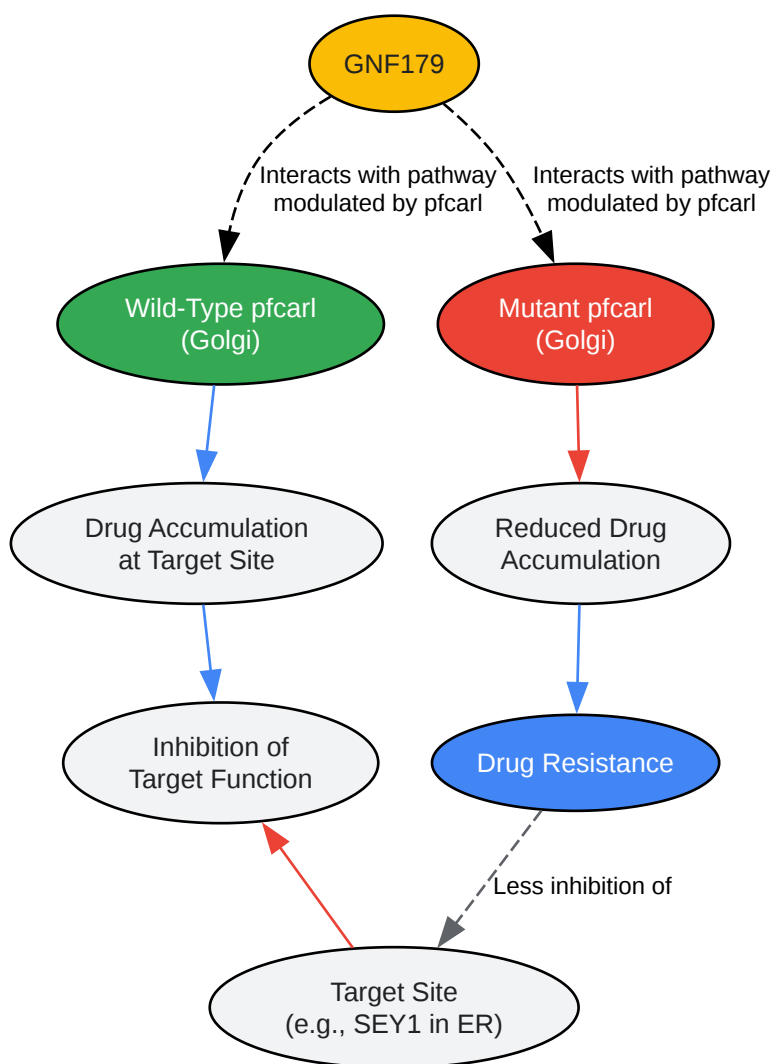 GNF179
Interacts with pathway
modulated by pfcarl
Interacts with pathway
modulated by pfcarl
Wild-Type pfcarl
(Golgi)
Mutant pfcarl
(Golgi)
Drug Accumulation
at Target Site
Reduced Drug
Accumulation
Inhibition of
Target Function
Drug Resistance
Less inhibition of
Target Site
(e.g., SEY1 in ER)